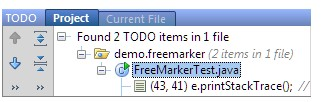 TODO Project Current File
Found 2 TODO items in 1 file
demo.freemarker (2 items in 1 file)
FreeMarkerTest.java
(43, 41) e.printStackTrace(); //